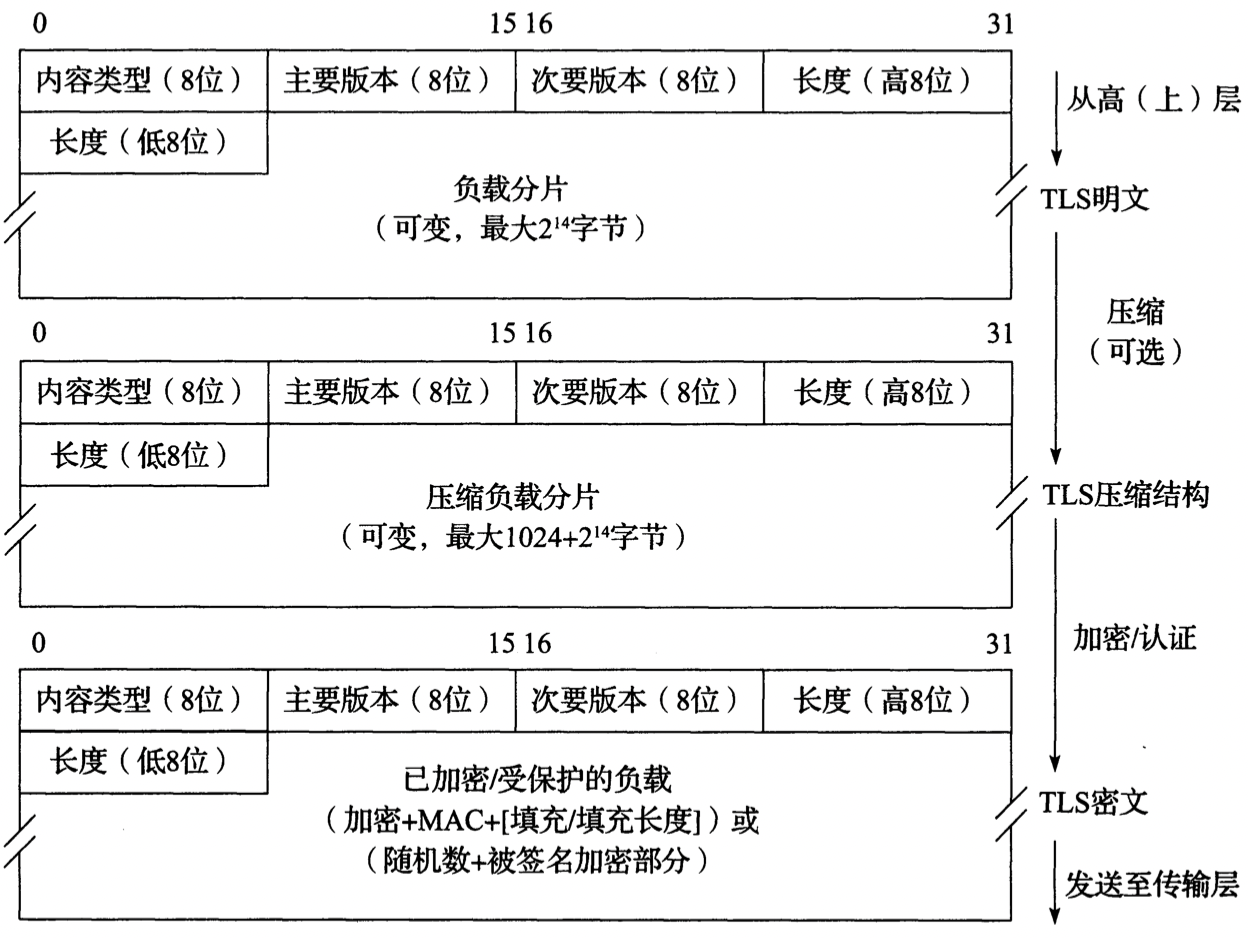 0 15 16 31
内容类型（8位） 主要版本（8位） 次要版本（8位） 长度（高8位）
长度（低8位）
负载分片
（可变，最大2¹⁴字节）
从高（上）层
TLS明文
压缩
（可选）
0 15 16 31
内容类型（8位） 主要版本（8位） 次要版本（8位） 长度（高8位）
长度（低8位）
压缩负载分片
（可变，最大1024+2¹⁴字节）
TLS压缩结构
加密/认证
0 15 16 31
内容类型（8位） 主要版本（8位） 次要版本（8位） 长度（高8位）
长度（低8位）
已加密/受保护的负载
（加密+MAC+[填充/填充长度]）或
（随机数+被签名加密部分）
TLS密文
发送至传输层